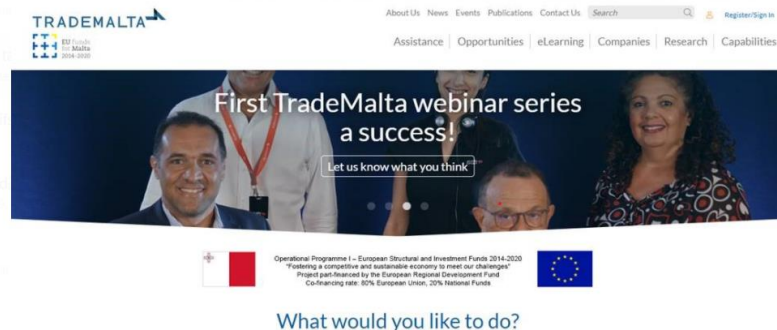 TRADEMALTA
EU Funds
for Malta
2014-2020
About Us News Events Publications Contact Us Search Register/Sign In
Assistance Opportunities eLearning Companies Research Capabilities
First TradeMalta webinar series
a success!
Let us know what you think
Operational Programme I – European Structural and Investment Funds 2014-2020
"Fostering a competitive and sustainable economy to meet our challenges"
Project part-financed by the European Regional Development Fund
Co-financing rate: 80% European Union, 20% National Funds
What would you like to do?